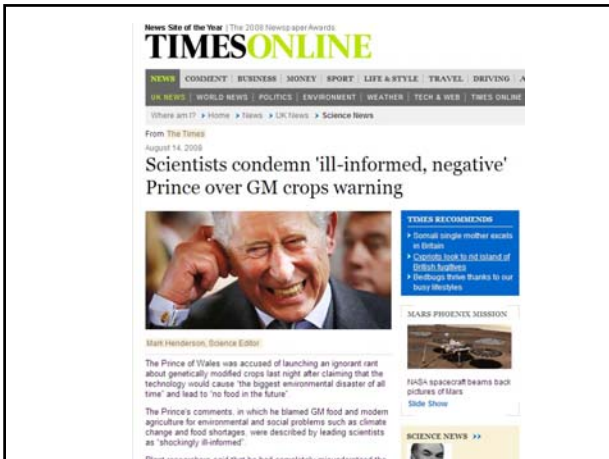 News Site of the Year | The 2008 Newspaper Awards
TIMESONLINE
NEWS COMMENT BUSINESS MONEY SPORT LIFE & STYLE TRAVEL DRIVING A
UK NEWS WORLD NEWS POLITICS ENVIRONMENT WEATHER TECH & WEB TIMES ONLINE
Where am I? Home News UK News Science News
From The Times
August 14, 2008
Scientists condemn 'ill-informed, negative'
Prince over GM crops warning
Mark Henderson, Science Editor
The Prince of Wales was accused of launching an ignorant rant
about genetically modified crops last night after claiming that the
technology would cause "the biggest environmental disaster of all
time" and lead to "no food in the future".
The Prince's comments, in which he blamed GM food and modern
agriculture for environmental and social problems such as climate
change and food shortages, were described by leading scientists
as "shockingly ill-informed".
TIMES RECOMMENDS
Somali single mother excels
in Britain
Cypriots look to rid island of
British fugitives
Bedbugs thrive thanks to our
busy lifestyles
MARS PHOENIX MISSION
NASA spacecraft beams back
pictures of Mars
Slide Show
SCIENCE NEWS